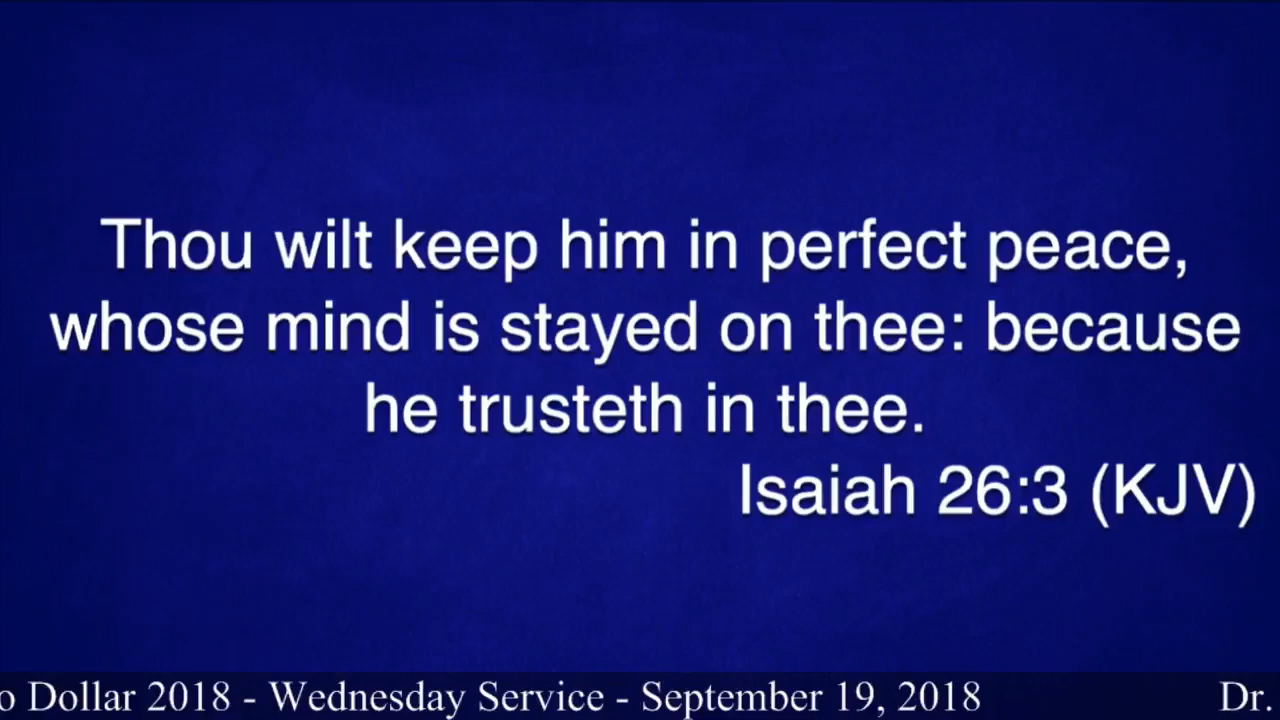 Thou wilt keep him in perfect peace,
whose mind is stayed on thee: because
he trusteth in thee.
Isaiah 26:3 (KJV)
o Dollar 2018 - Wednesday Service - September 19, 2018 Dr.